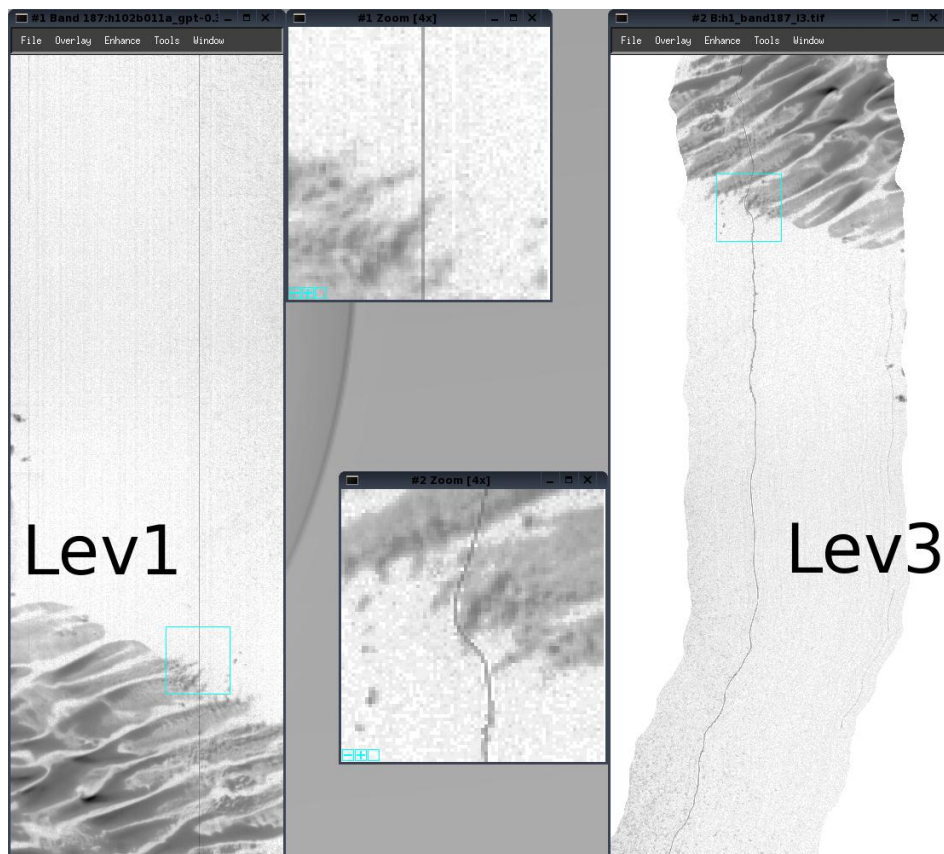 #1 Band 187:h102b011a_gpt-0.3
File Overlay Enhance Tools Window
Lev1
#1 Zoom [4x]
#2 Zoom [4x]
#2 B:h1_band187_l3.tif
File Overlay Enhance Tools Window
Lev3